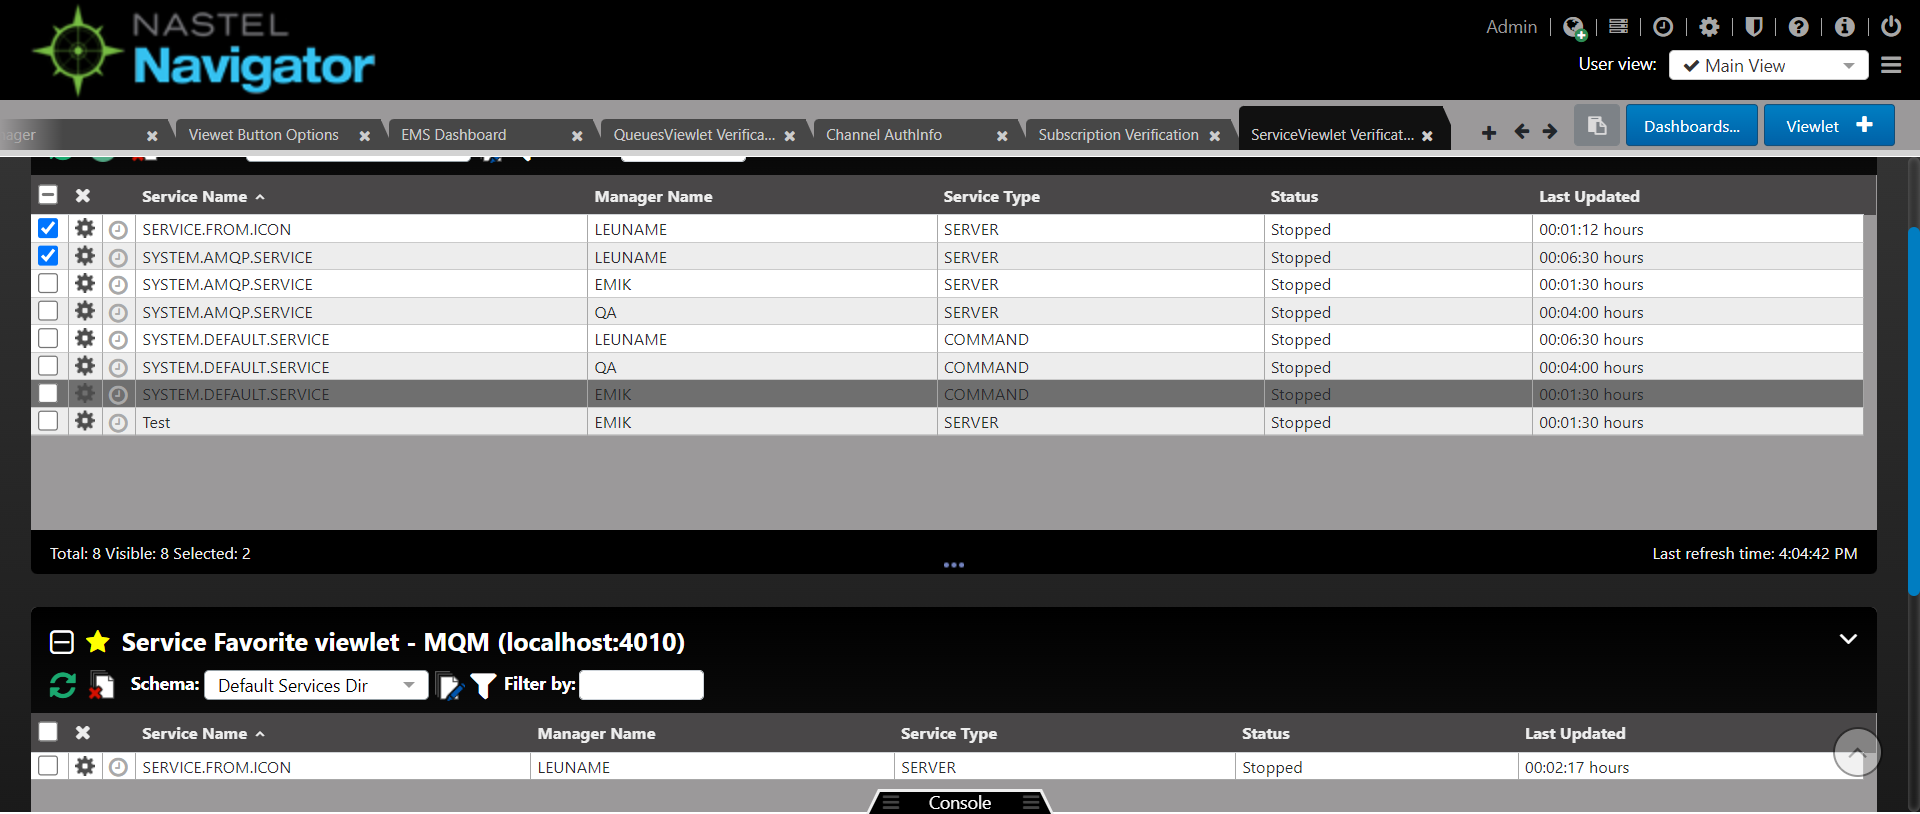 NASTEL
Navigator
Admin
User view:
Main View
ager
Viewet Button Options
EMS Dashboard
QueuesViewlet Verifica...
Channel AuthInfo
Subscription Verification
ServiceViewlet Verificat...
Dashboards...
Viewlet
Service Name Manager Name Service Type Status Last Updated
SERVICE.FROM.ICON LEUNAME SERVER Stopped 00:01:12 hours
SYSTEM.AMQP.SERVICE LEUNAME SERVER Stopped 00:06:30 hours
SYSTEM.AMQP.SERVICE EMIK SERVER Stopped 00:01:30 hours
SYSTEM.AMQP.SERVICE QA SERVER Stopped 00:04:00 hours
SYSTEM.DEFAULT.SERVICE LEUNAME COMMAND Stopped 00:06:30 hours
SYSTEM.DEFAULT.SERVICE QA COMMAND Stopped 00:04:00 hours
SYSTEM.DEFAULT.SERVICE EMIK COMMAND Stopped 00:01:30 hours
Test EMIK SERVER Stopped 00:01:30 hours
Total: 8 Visible: 8 Selected: 2
Last refresh time: 4:04:42 PM
Service Favorite viewlet - MQM (localhost:4010)
Schema: Default Services Dir Filter by:
Service Name Manager Name Service Type Status Last Updated
SERVICE.FROM.ICON LEUNAME SERVER Stopped 00:02:17 hours
Console